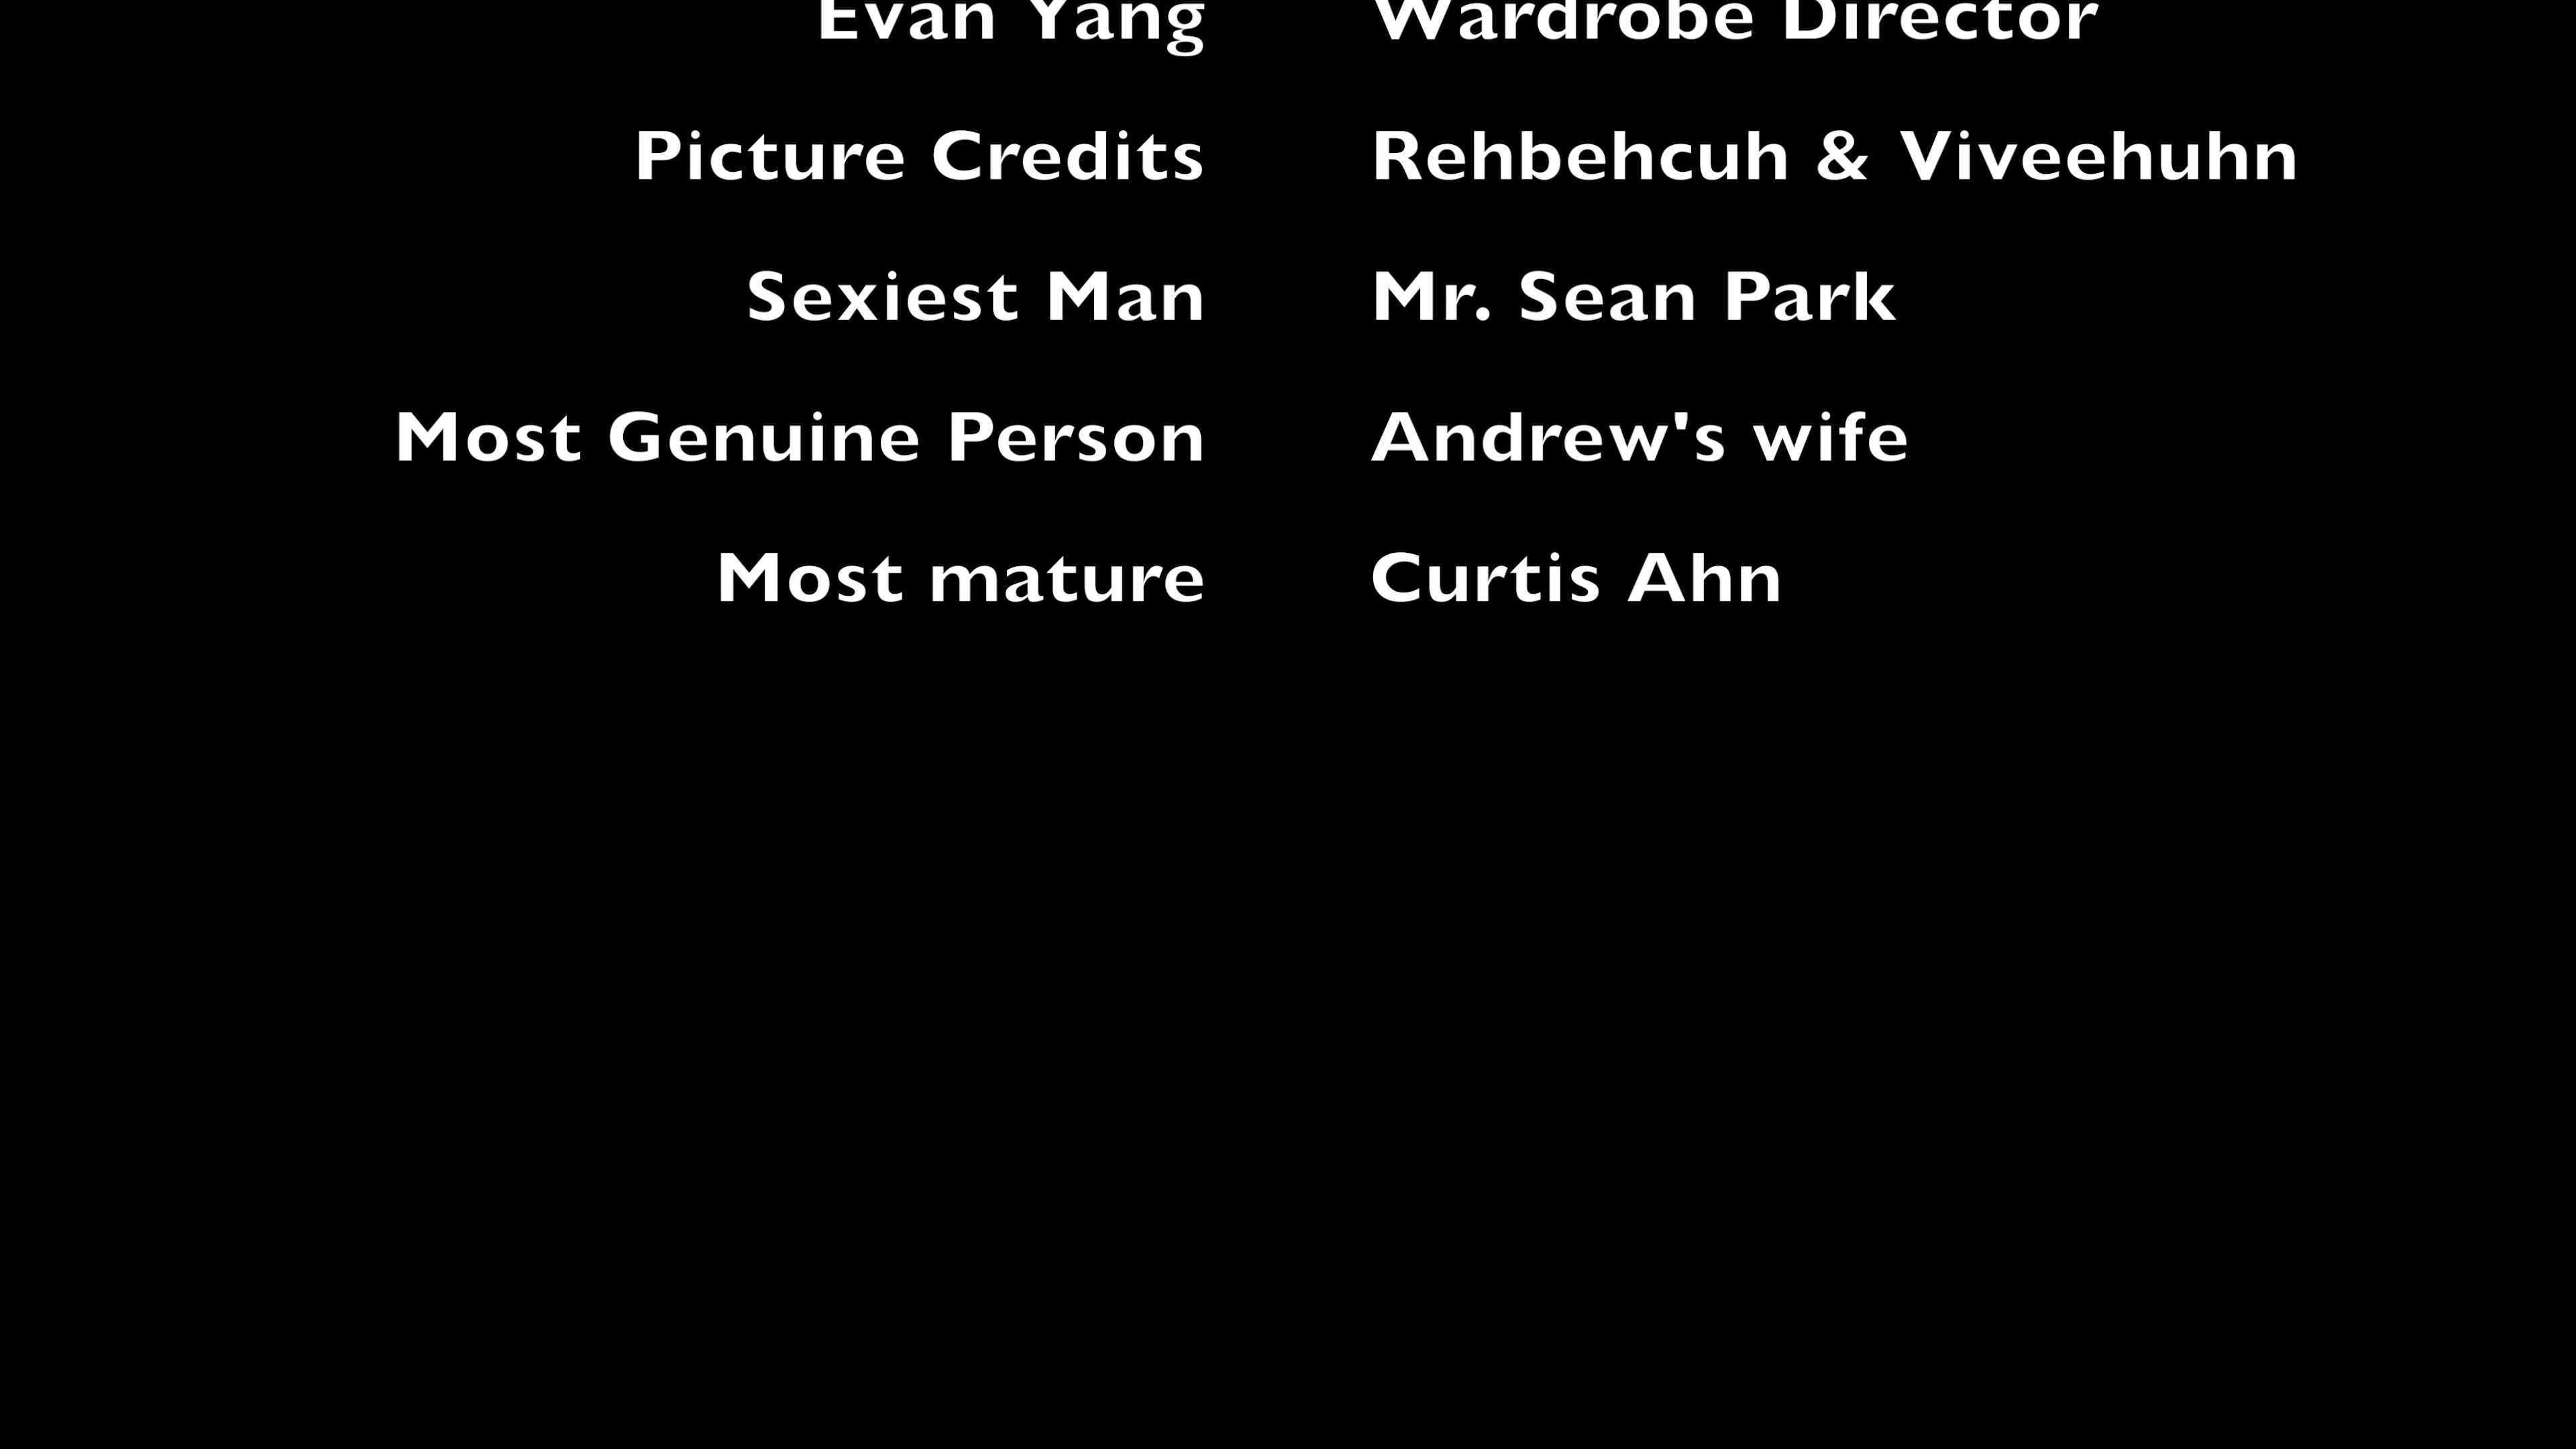 Evan Yang Wardrobe Director
Picture Credits Rehbehcuh & Viveehuhn
Sexiest Man Mr. Sean Park
Most Genuine Person Andrew's wife
Most mature Curtis Ahn